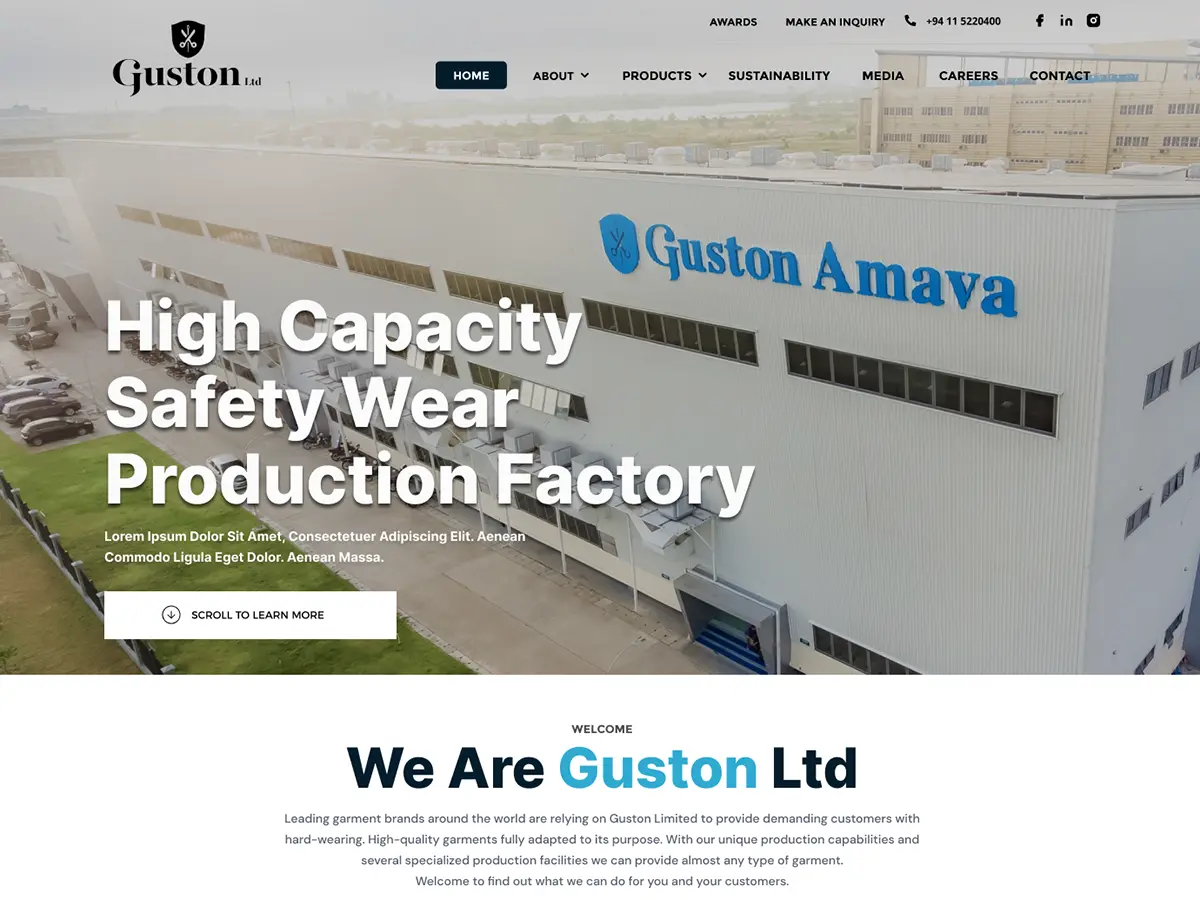 AWARDS MAKE AN INQUIRY +94 11 5220400
Guston Ltd
HOME ABOUT PRODUCTS SUSTAINABILITY MEDIA CAREERS CONTACT
Guston Amava
High Capacity
Safety Wear
Production Factory
Lorem Ipsum Dolor Sit Amet, Consectetuer Adipiscing Elit. Aenean
Commodo Ligula Eget Dolor. Aenean Massa.
SCROLL TO LEARN MORE
WELCOME
We Are Guston Ltd
Leading garment brands around the world are relying on Guston Limited to provide demanding customers with
hard-wearing. High-quality garments fully adapted to its purpose. With our unique production capabilities and
several specialized production facilities we can provide almost any type of garment.
Welcome to find out what we can do for you and your customers.